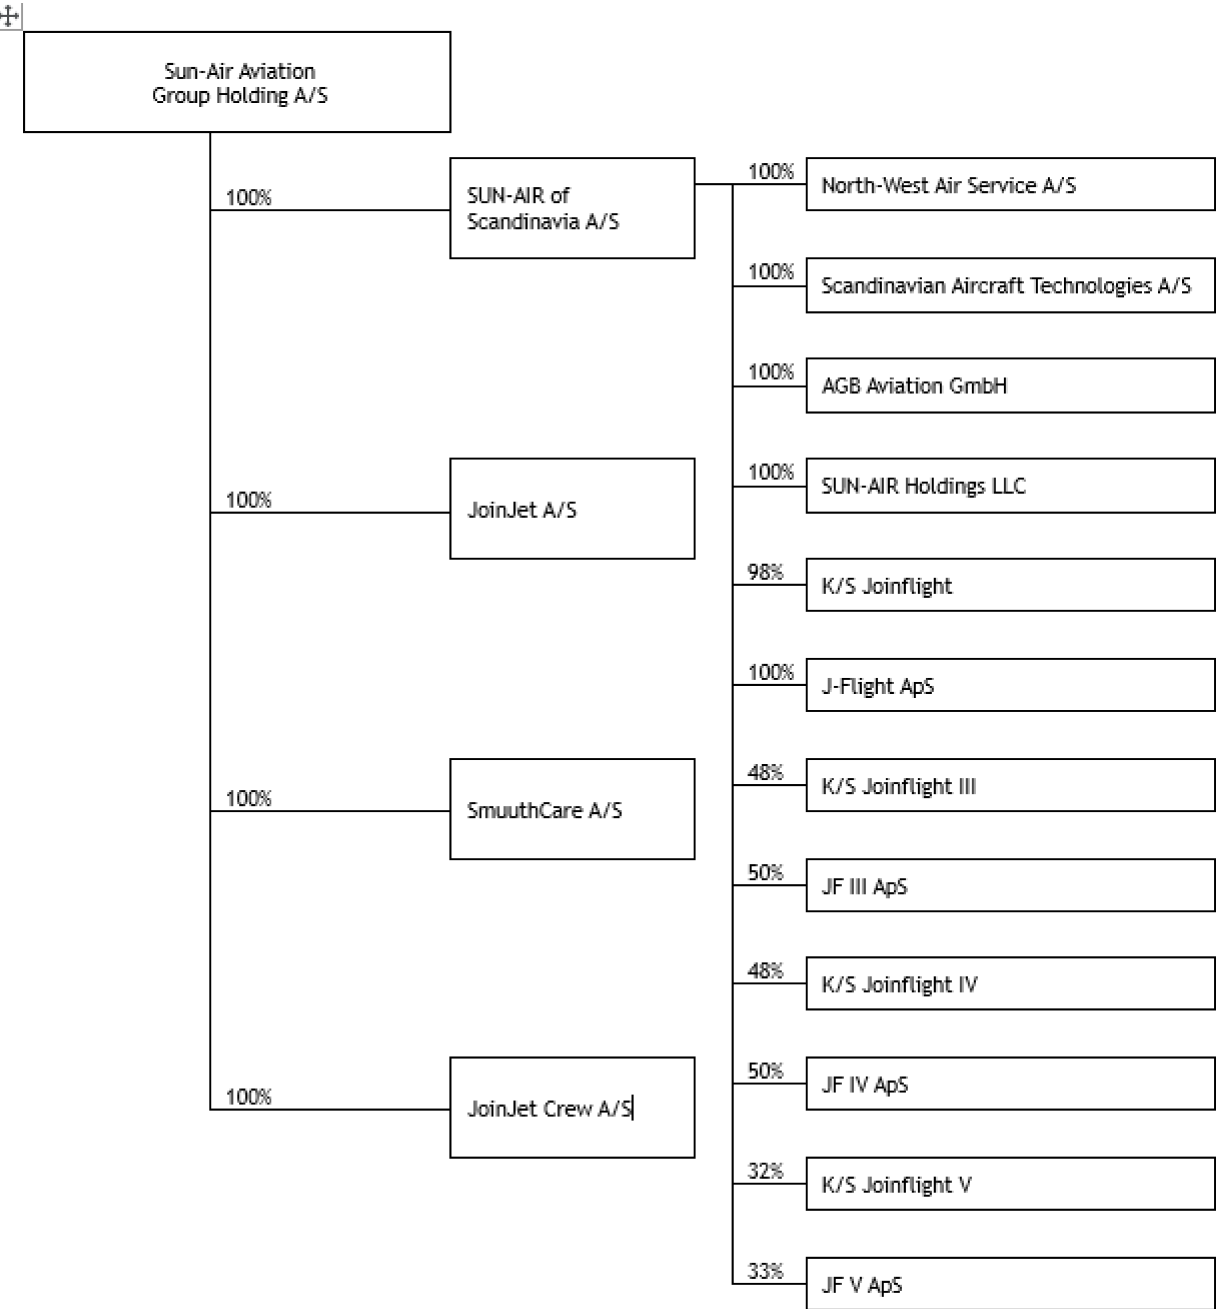 Sun-Air Aviation
Group Holding A/S
100%
SUN-AIR of
Scandinavia A/S
100%
North-West Air Service A/S
100%
Scandinavian Aircraft Technologies A/S
100%
AGB Aviation GmbH
100%
JoinJet A/S
100%
SUN-AIR Holdings LLC
98%
K/S Joinflight
100%
J-Flight ApS
100%
SmuuthCare A/S
48%
K/S Joinflight III
50%
JF III ApS
48%
K/S Joinflight IV
100%
JoinJet Crew A/S
50%
JF IV ApS
32%
K/S Joinflight V
33%
JF V ApS